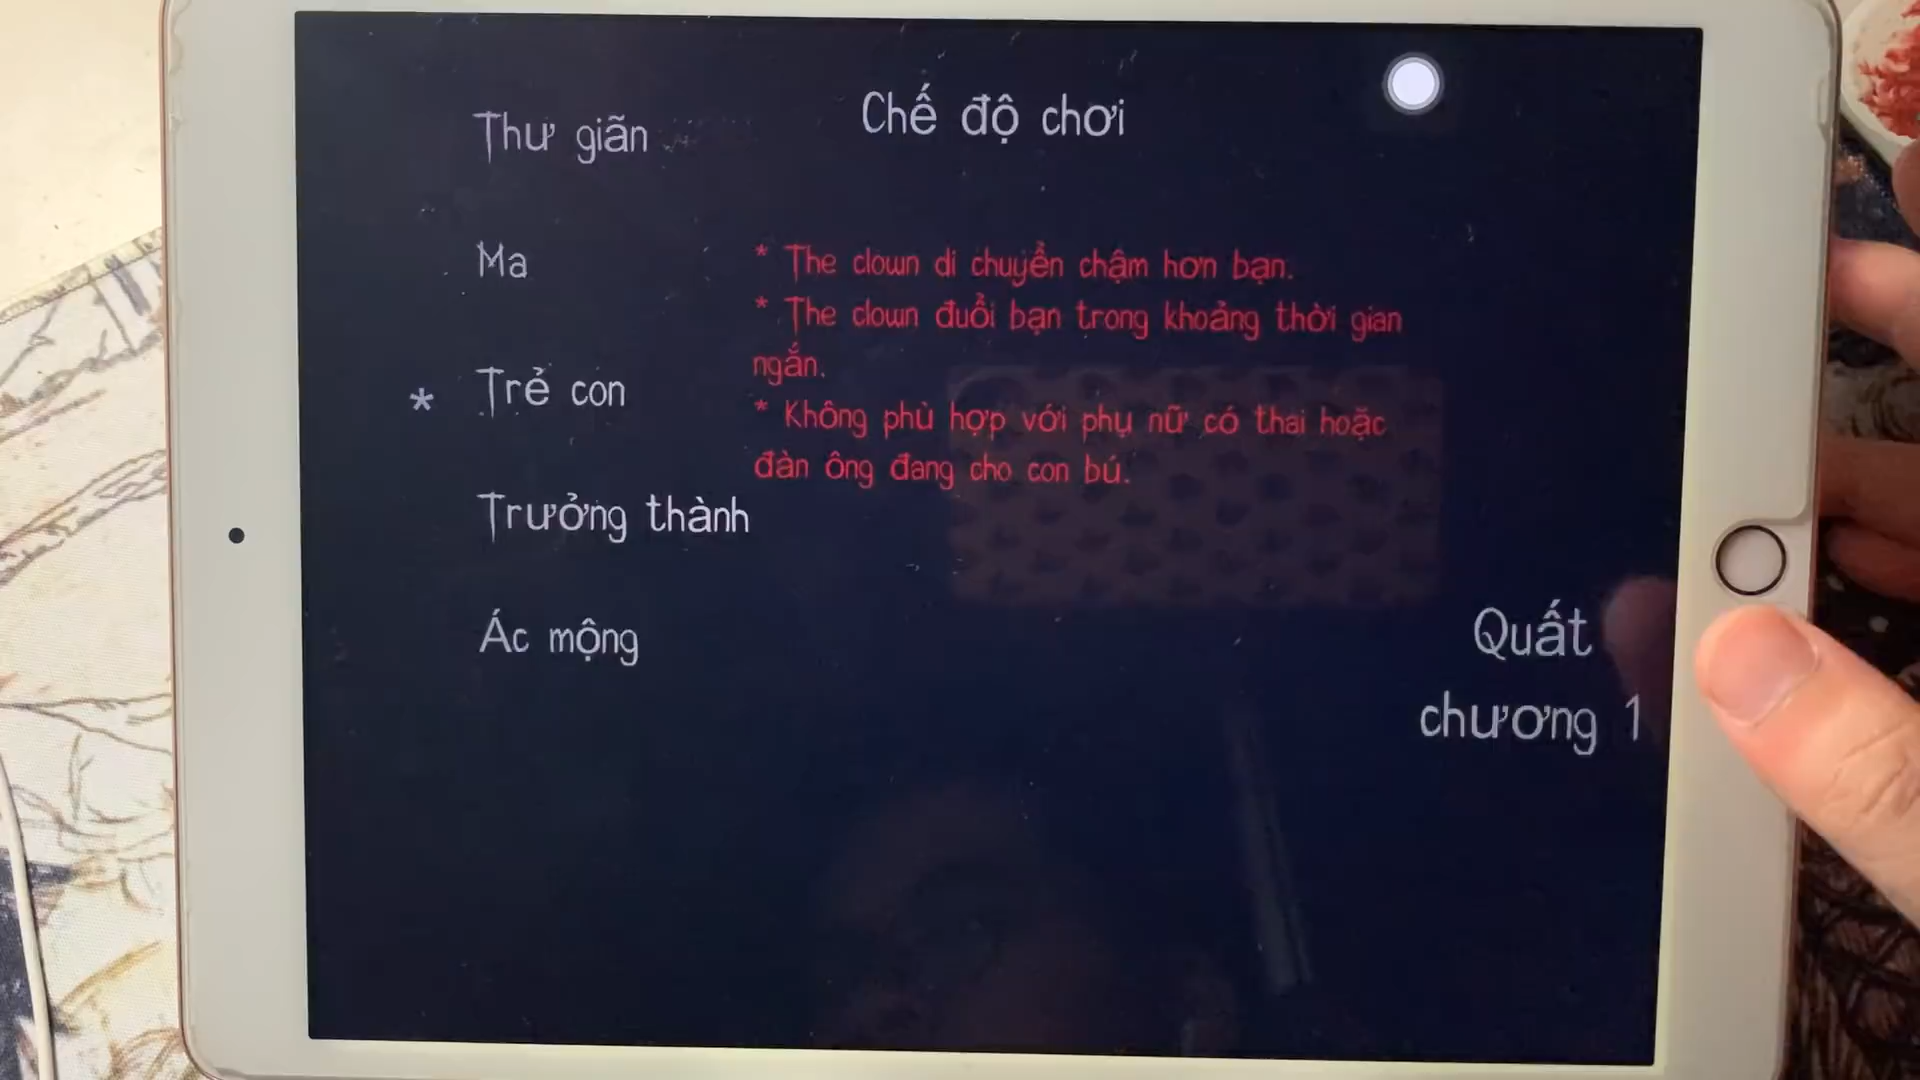 Chế độ chơi
Thư giãn
Ma
* Trẻ con
Trưởng thành
Ác mộng
* The clown di chuyển chậm hơn bạn.
* The clown đuổi bạn trong khoảng thời gian
ngắn.
* Không phù hợp với phụ nữ có thai hoặc
đàn ông đang cho con bú.
Quất
chương 1